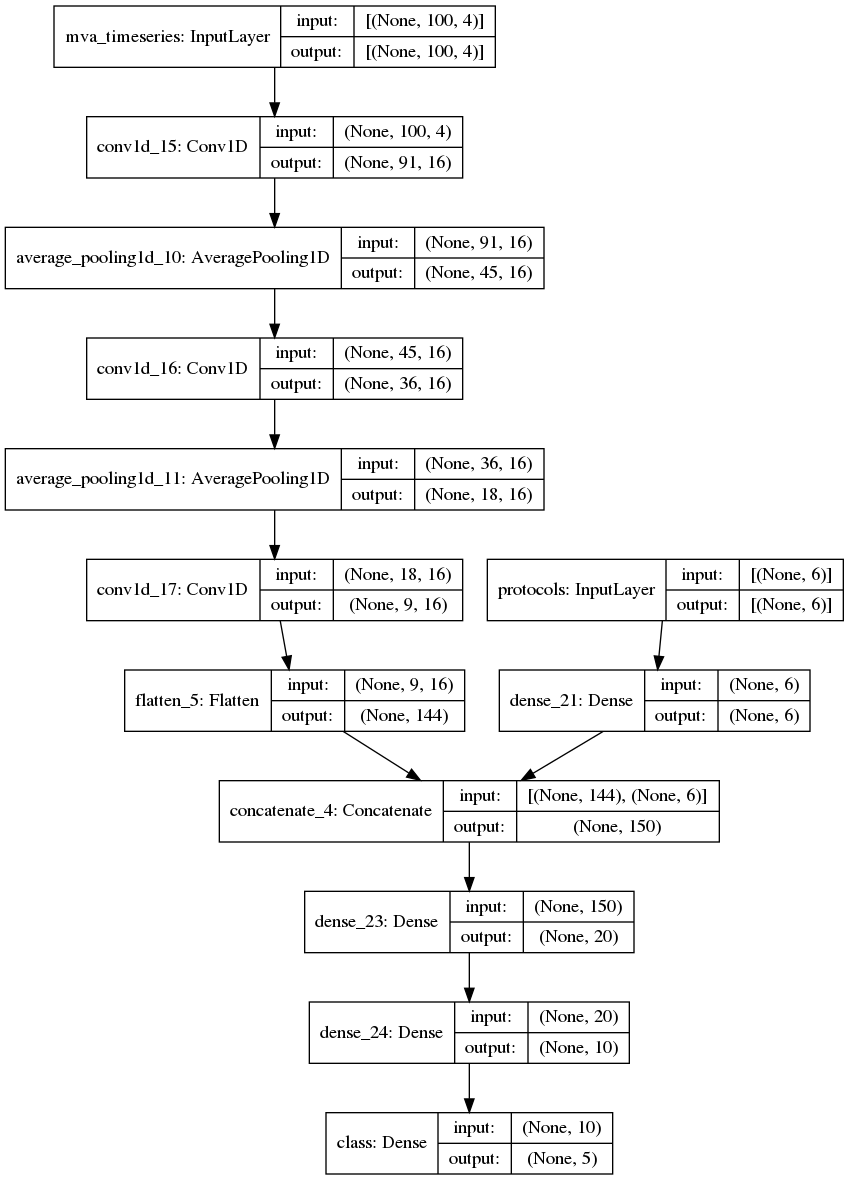 mva_timeseries: InputLayer
input:
[(None, 100, 4)]
output:
[(None, 100, 4)]
conv1d_15: Conv1D
input:
(None, 100, 4)
output:
(None, 91, 16)
average_pooling1d_10: AveragePooling1D
input:
(None, 91, 16)
output:
(None, 45, 16)
conv1d_16: Conv1D
input:
(None, 45, 16)
output:
(None, 36, 16)
average_pooling1d_11: AveragePooling1D
input:
(None, 36, 16)
output:
(None, 18, 16)
conv1d_17: Conv1D
input:
(None, 18, 16)
output:
(None, 9, 16)
protocols: InputLayer
input:
[(None, 6)]
output:
[(None, 6)]
flatten_5: Flatten
input:
(None, 9, 16)
output:
(None, 144)
dense_21: Dense
input:
(None, 6)
output:
(None, 6)
concatenate_4: Concatenate
input:
[(None, 144), (None, 6)]
output:
(None, 150)
dense_23: Dense
input:
(None, 150)
output:
(None, 20)
dense_24: Dense
input:
(None, 20)
output:
(None, 10)
class: Dense
input:
(None, 10)
output:
(None, 5)